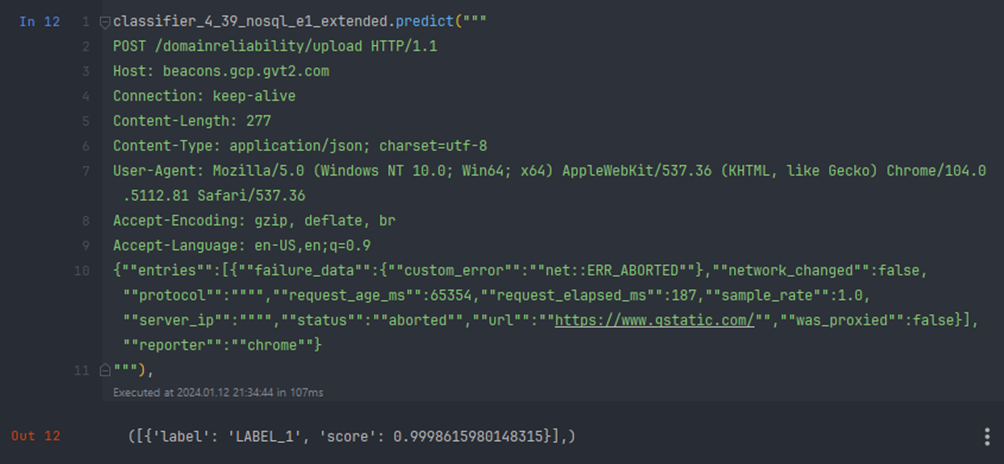 In 12 1 classifier_4_39_nosql_e1_extended.predict("""
2 POST /domainreliability/upload HTTP/1.1
3 Host: beacons.gcp.gvt2.com
4 Connection: keep-alive
5 Content-Length: 277
6 Content-Type: application/json; charset=utf-8
7 User-Agent: Mozilla/5.0 (Windows NT 10.0; Win64; x64) AppleWebKit/537.36 (KHTML, like Gecko) Chrome/104.0
.5112.81 Safari/537.36
8 Accept-Encoding: gzip, deflate, br
9 Accept-Language: en-US,en;q=0.9
10 {""entries"":[{""failure_data"":{""custom_error"":""net::ERR_ABORTED""},""network_changed"":false,
""protocol"":"""",""request_age_ms"":65354,""request_elapsed_ms"":187,""sample_rate"":1.0,
""server_ip"":"""",""status"":""aborted"",""url"":""https://www.gstatic.com/"",""was_proxied"":false}],
""reporter"":""chrome""}
11 """),
Executed at 2024.01.12 21:34:44 in 107ms
Out 12 ([{'label': 'LABEL_1', 'score': 0.9998615980148315}],)